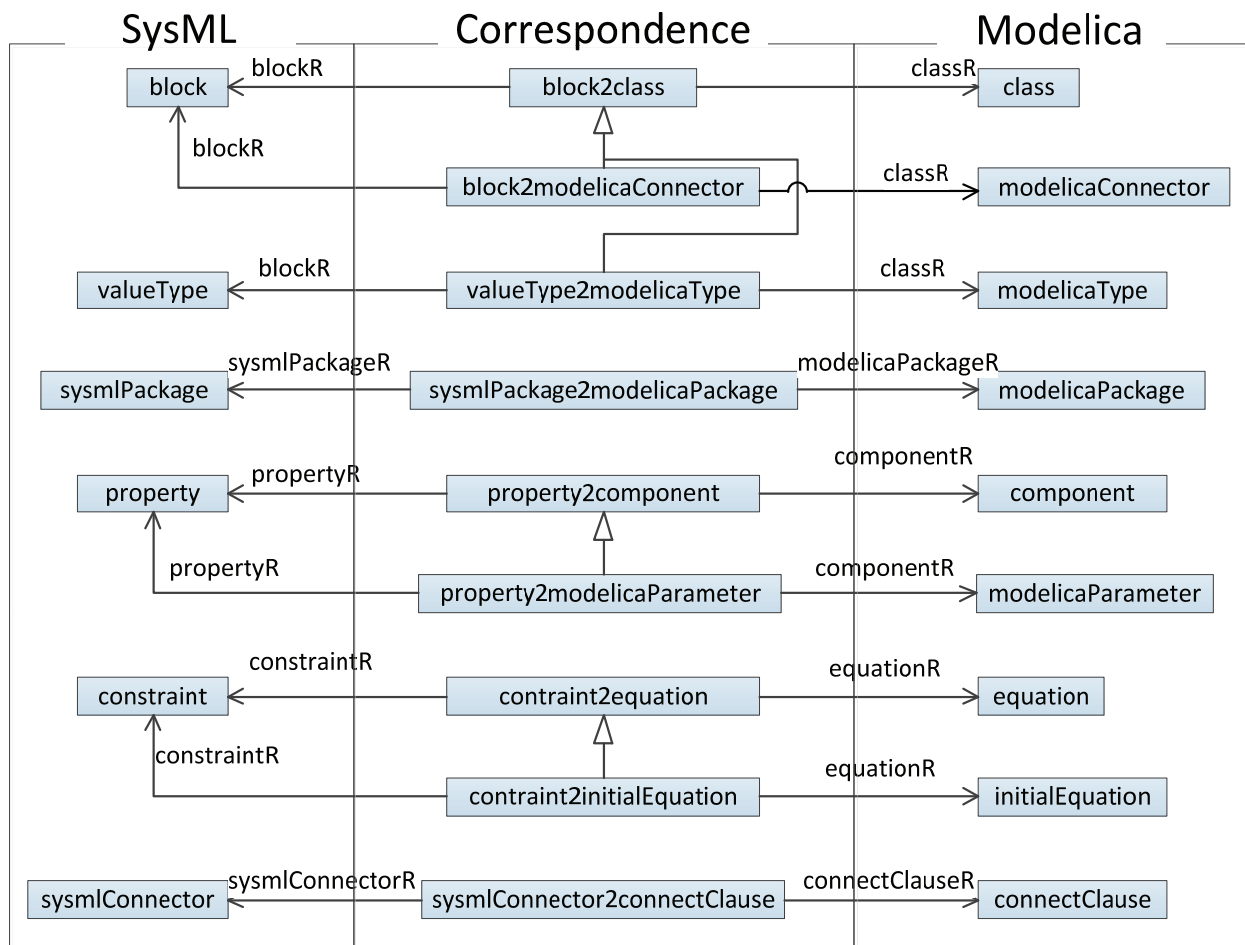 SysML
Correspondence
Modelica
blockR
classR
block
block2class
class
blockR
classR
block2modelicaConnector
modelicaConnector
blockR
classR
valueType
valueType2modelicaType
modelicaType
sysmlPackageR
modelicaPackageR
sysmlPackage
sysmlPackage2modelicaPackage
modelicaPackage
propertyR
componentR
property
property2component
component
propertyR
componentR
property2modelicaParameter
modelicaParameter
constraintR
equationR
constraint
contraint2equation
equation
constraintR
equationR
contraint2initialEquation
initialEquation
sysmlConnectorR
connectClauseR
sysmlConnector
sysmlConnector2connectClause
connectClause